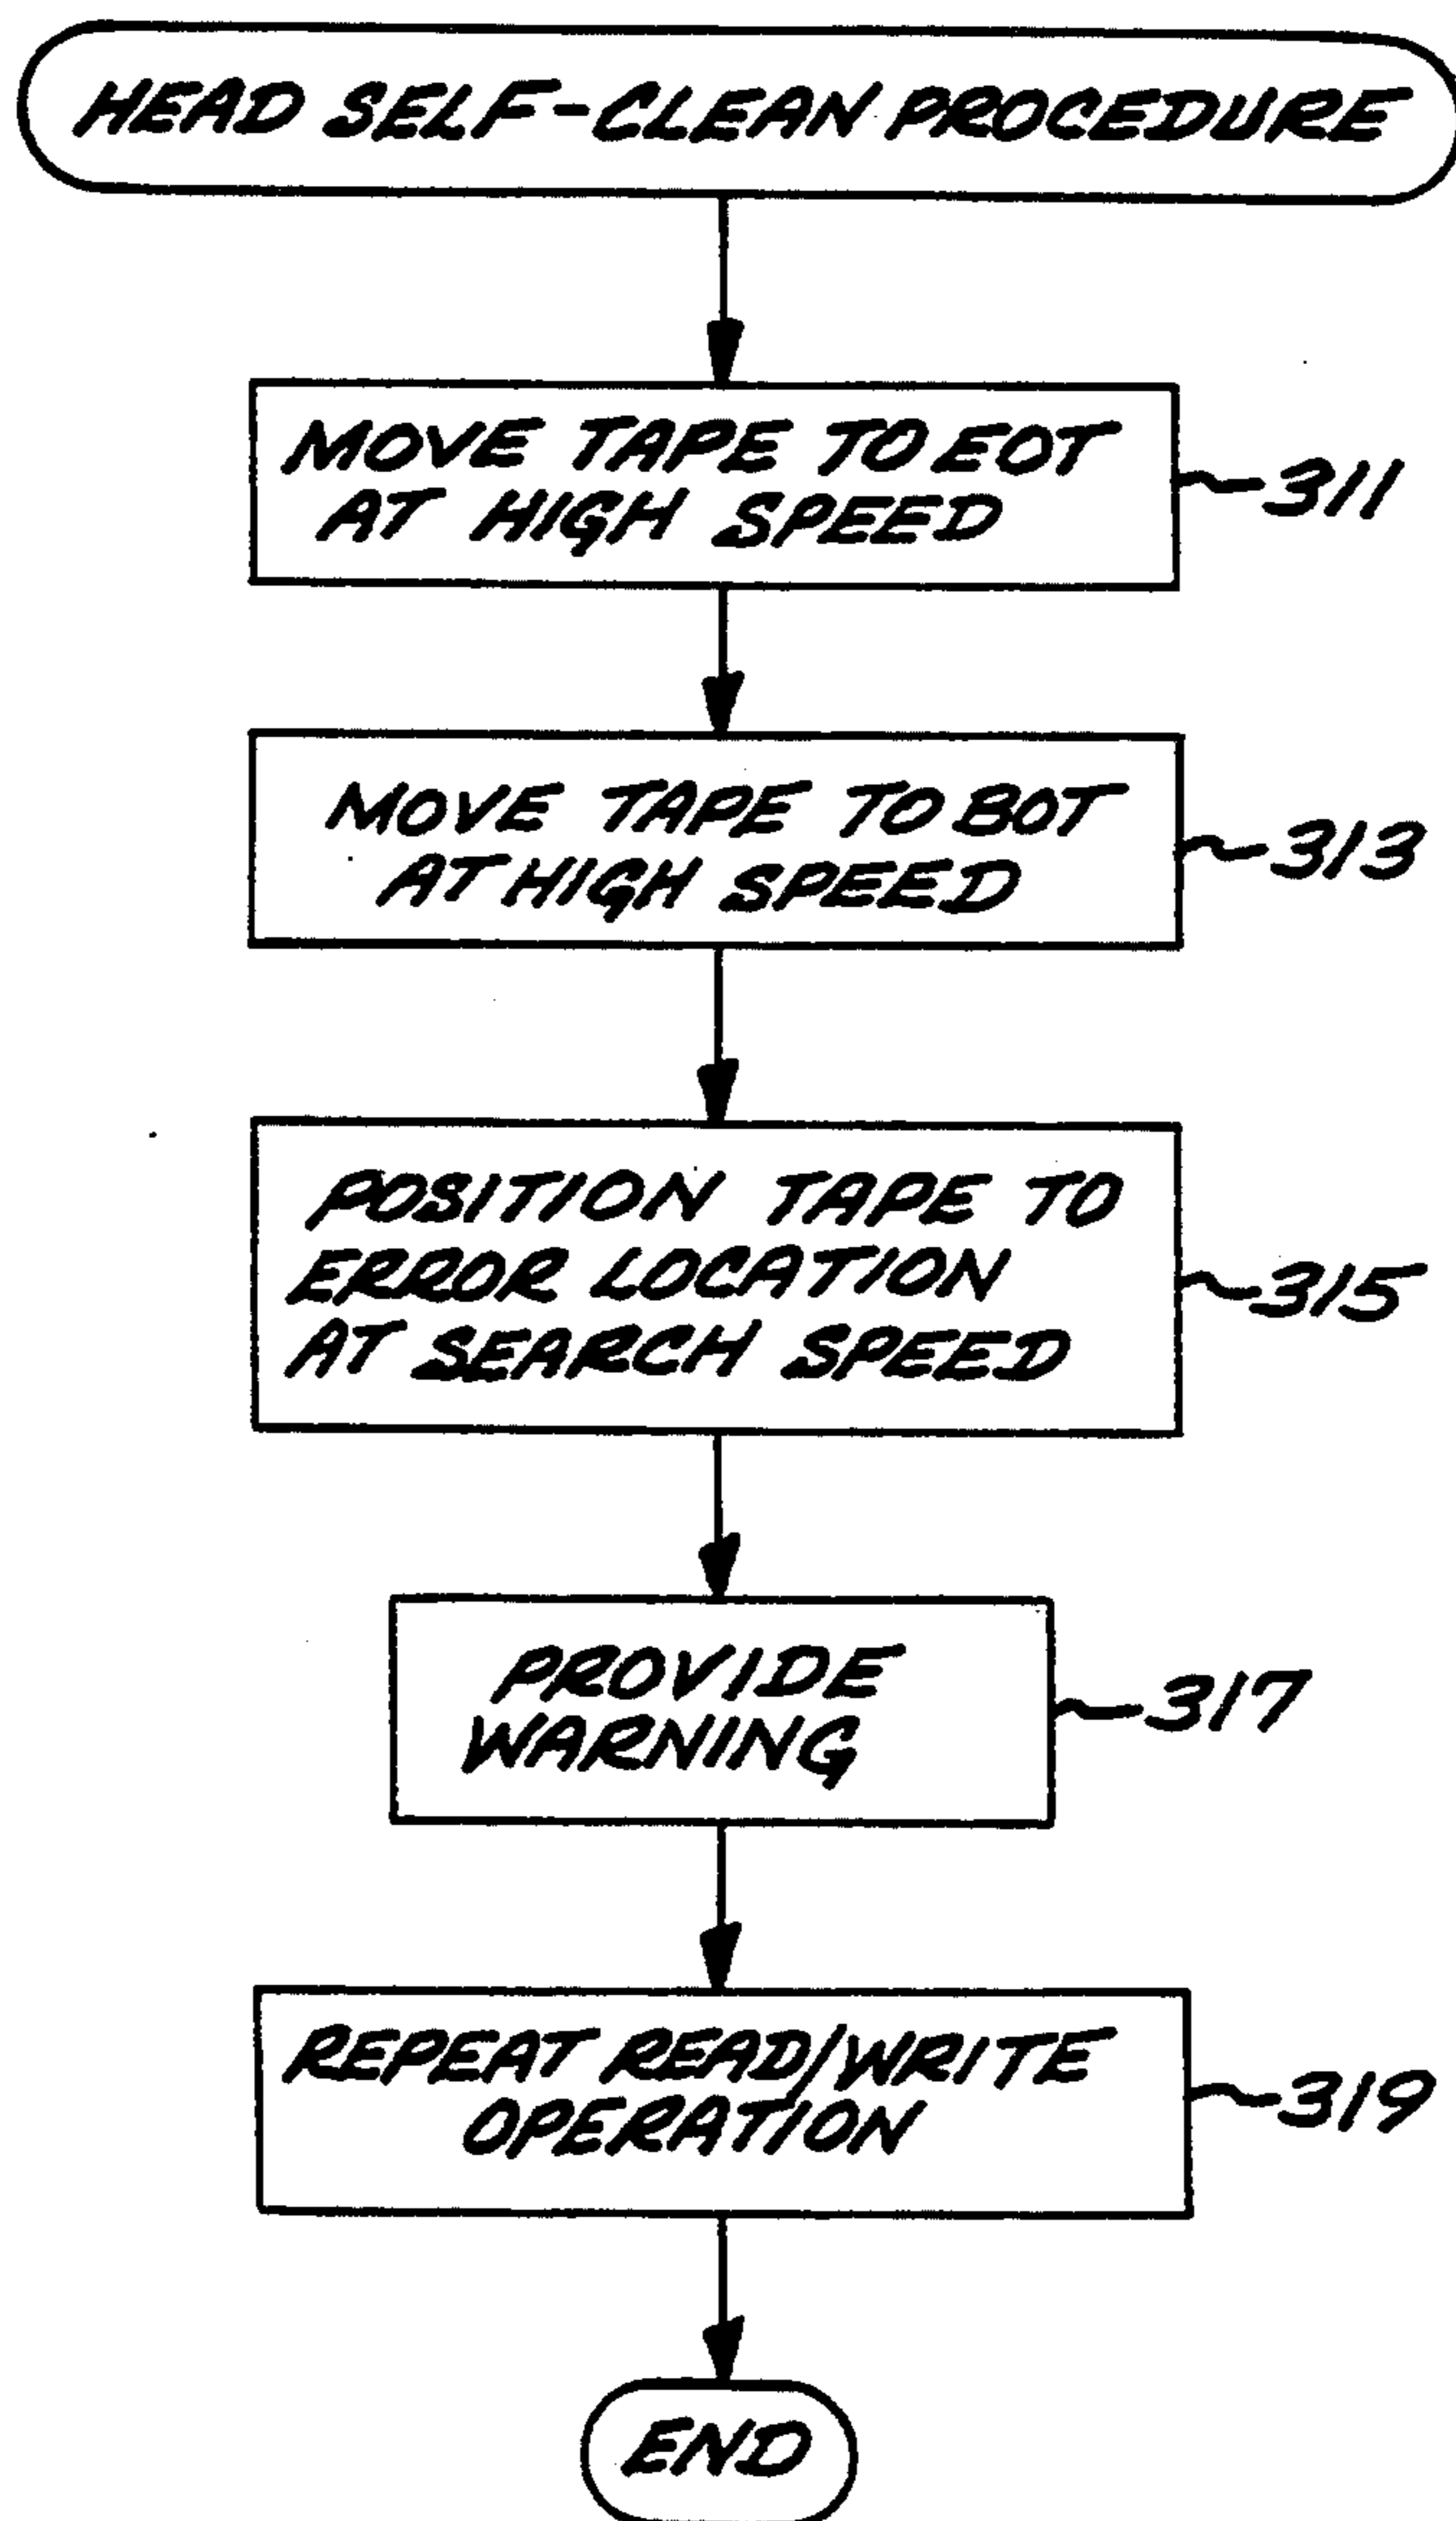 HEAD SELF-CLEAN PROCEDURE
MOVE TAPE TO EOT
AT HIGH SPEED
311
MOVE TAPE TO BOT
AT HIGH SPEED
313
POSITION TAPE TO
ERROR LOCATION
AT SEARCH SPEED
315
PROVIDE
WARNING
317
REPEAT READ/WRITE
OPERATION
319
END